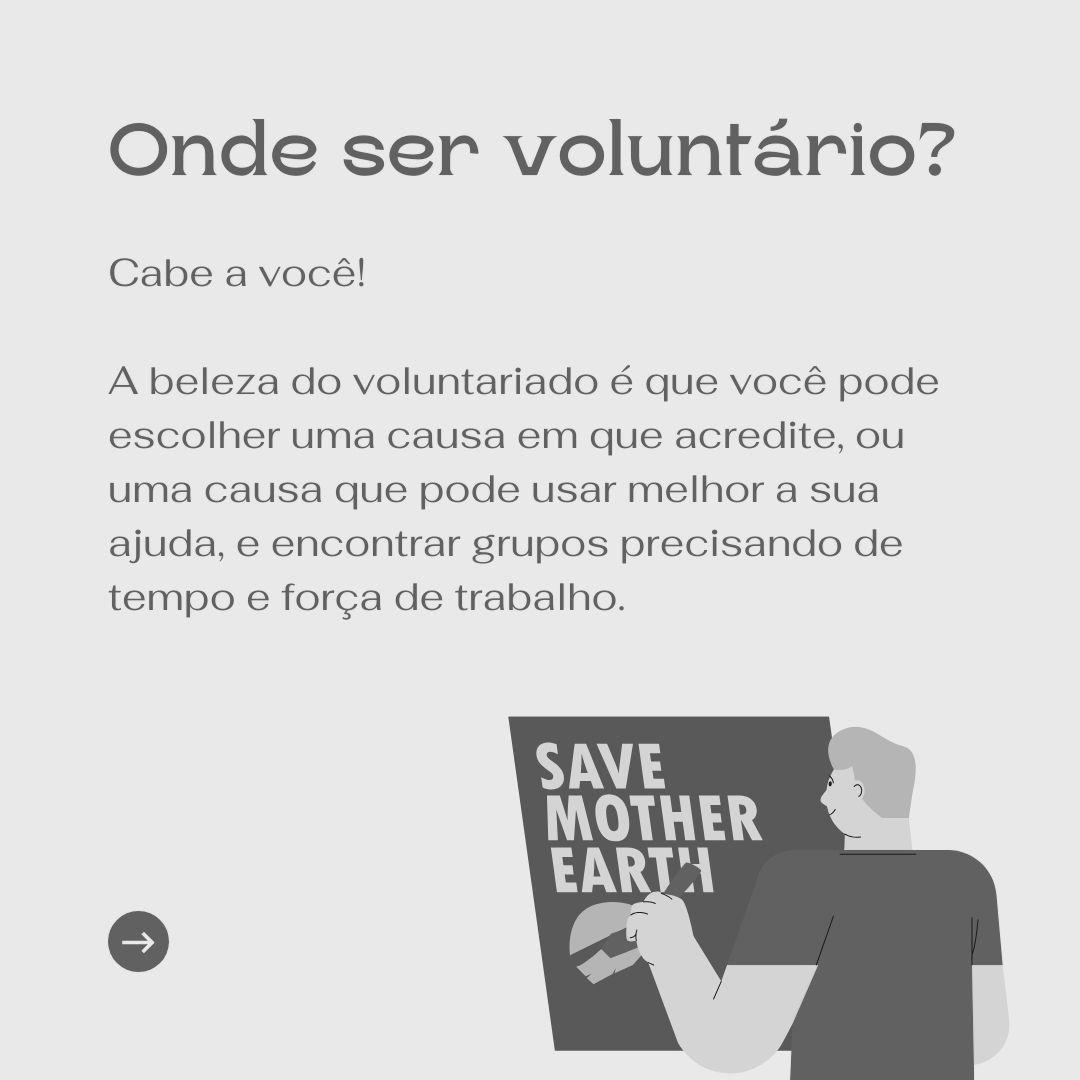 Onde ser voluntário?
Cabe a você!
A beleza do voluntariado é que você pode
escolher uma causa em que acredite, ou
uma causa que pode usar melhor a sua
ajuda, e encontrar grupos precisando de
tempo e força de trabalho.
SAVE
MOTHER
EARTH